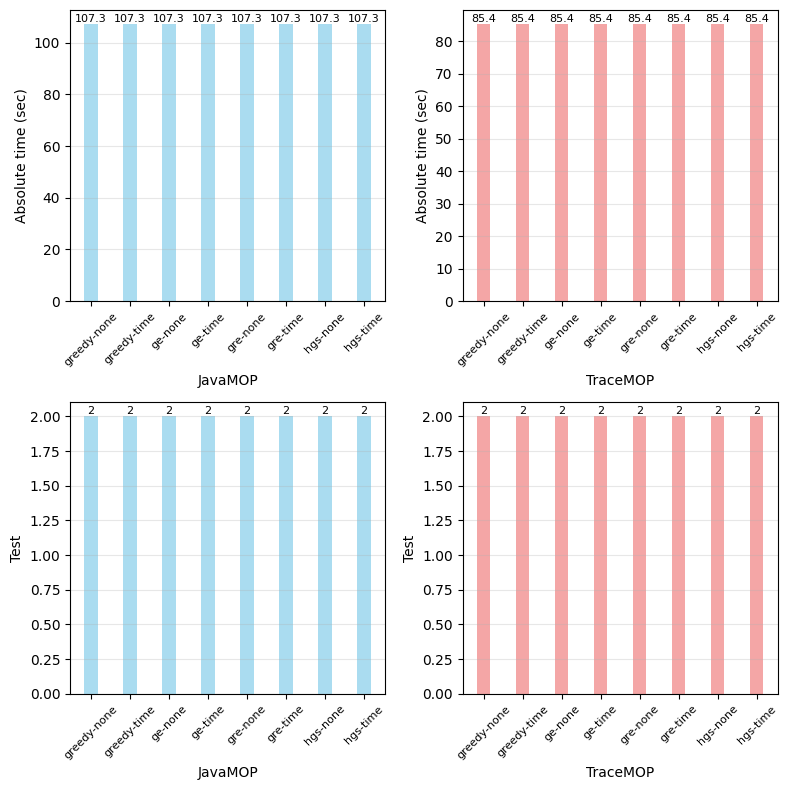 107.3 107.3 107.3 107.3 107.3 107.3 107.3 107.3
100
80
60
40
20
0
Absolute time (sec)
greedy-none greedy-time ge-none ge-time gre-none gre-time hgs-none hgs-time
JavaMOP
85.4 85.4 85.4 85.4 85.4 85.4 85.4 85.4
80
70
60
50
40
30
20
10
0
Absolute time (sec)
greedy-none greedy-time ge-none ge-time gre-none gre-time hgs-none hgs-time
TraceMOP
2 2 2 2 2 2 2 2
2.00
1.75
1.50
1.25
1.00
0.75
0.50
0.25
0.00
Test
greedy-none greedy-time ge-none ge-time gre-none gre-time hgs-none hgs-time
JavaMOP
2 2 2 2 2 2 2 2
2.00
1.75
1.50
1.25
1.00
0.75
0.50
0.25
0.00
Test
greedy-none greedy-time ge-none ge-time gre-none gre-time hgs-none hgs-time
TraceMOP